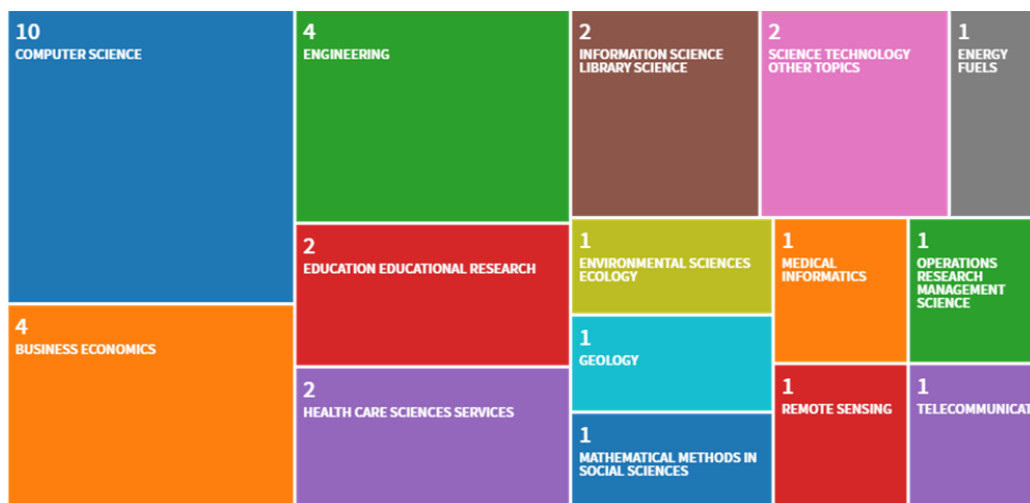 10
COMPUTER SCIENCE
4
BUSINESS ECONOMICS
4
ENGINEERING
2
EDUCATION EDUCATIONAL RESEARCH
2
HEALTH CARE SCIENCES SERVICES
2
INFORMATION SCIENCE
LIBRARY SCIENCE
2
SCIENCE TECHNOLOGY
OTHER TOPICS
1
ENERGY
FUELS
1
ENVIRONMENTAL SCIENCES
ECOLOGY
1
GEOLOGY
1
MATHEMATICAL METHODS IN
SOCIAL SCIENCES
1
MEDICAL
INFORMATICS
1
OPERATIONS
RESEARCH
MANAGEMENT
SCIENCE
1
REMOTE SENSING
1
TELECOMMUNICAT